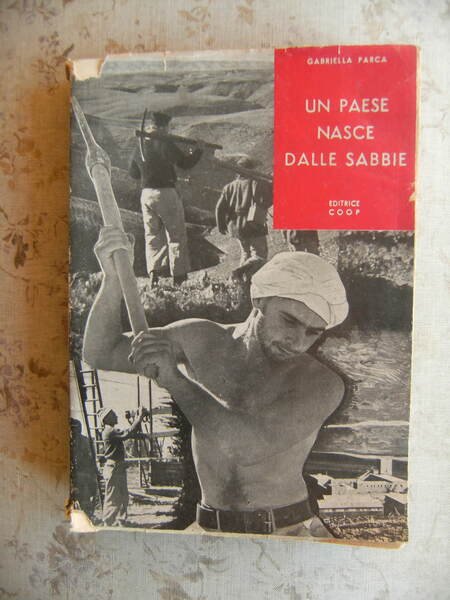 GABRIELLA PARCA
UN PAESE
NASCE
DALLE SABBIE
EDITRICE
COOP